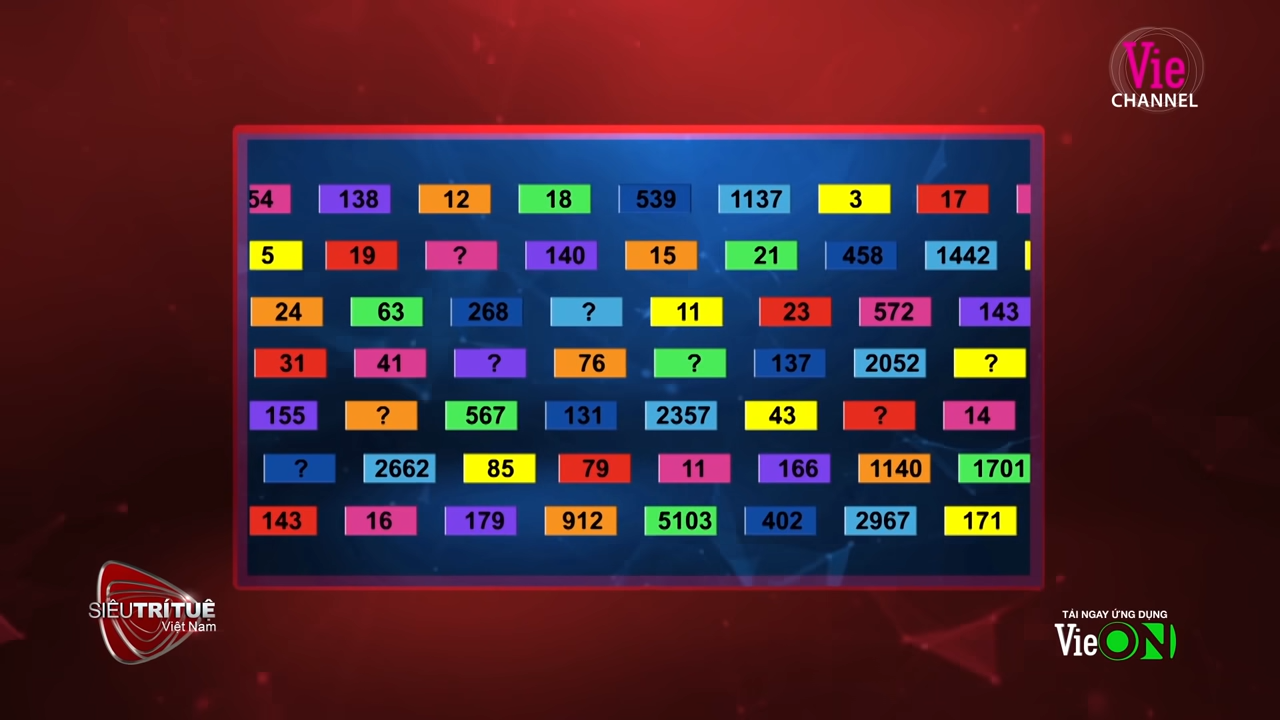 Vie
CHANNEL
54 138 12 18 539 1137 3 17
5 19 ? 140 15 21 458 1442
24 63 268 ? 11 23 572 143
31 41 ? 76 ? 137 2052 ?
155 ? 567 131 2357 43 ? 14
? 2662 85 79 11 166 1140 1701
143 16 179 912 5103 402 2967 171
SIÊUTRÍTUỆ
Việt Nam
TẢI NGAY ỨNG DỤNG
VieON